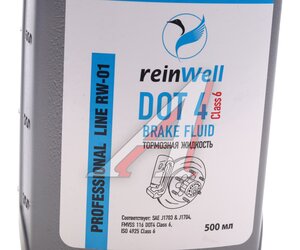 reinWell
DOT 4 Class 6
BRAKE FLUID
ТОРМОЗНАЯ ЖИДКОСТЬ
PROFESSIONAL LINE RW-01
Соответствует: SAE J1703 & J1704,
FMVSS 116 DOT4 Class 6,
ISO 4925 Class 6
500 мл